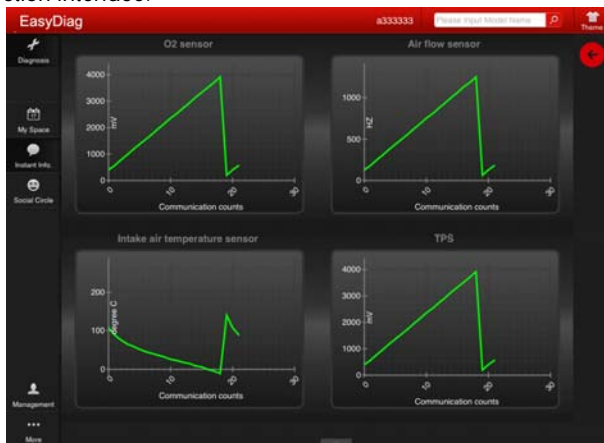 EasyDiag
a333333
Please Input Model Name
Theme
Diagnosis
My Space
Instant Info.
Social Circle
Management
More
O2 sensor
4000
3000
2000
1000
0
mV
0
10
20
30
Communication counts
Air flow sensor
1000
500
0
HZ
0
10
20
30
Communication counts
Intake air temperature sensor
200
100
0
degree C
0
10
20
30
Communication counts
TPS
4000
3000
2000
1000
0
mV
0
10
20
30
Communication counts